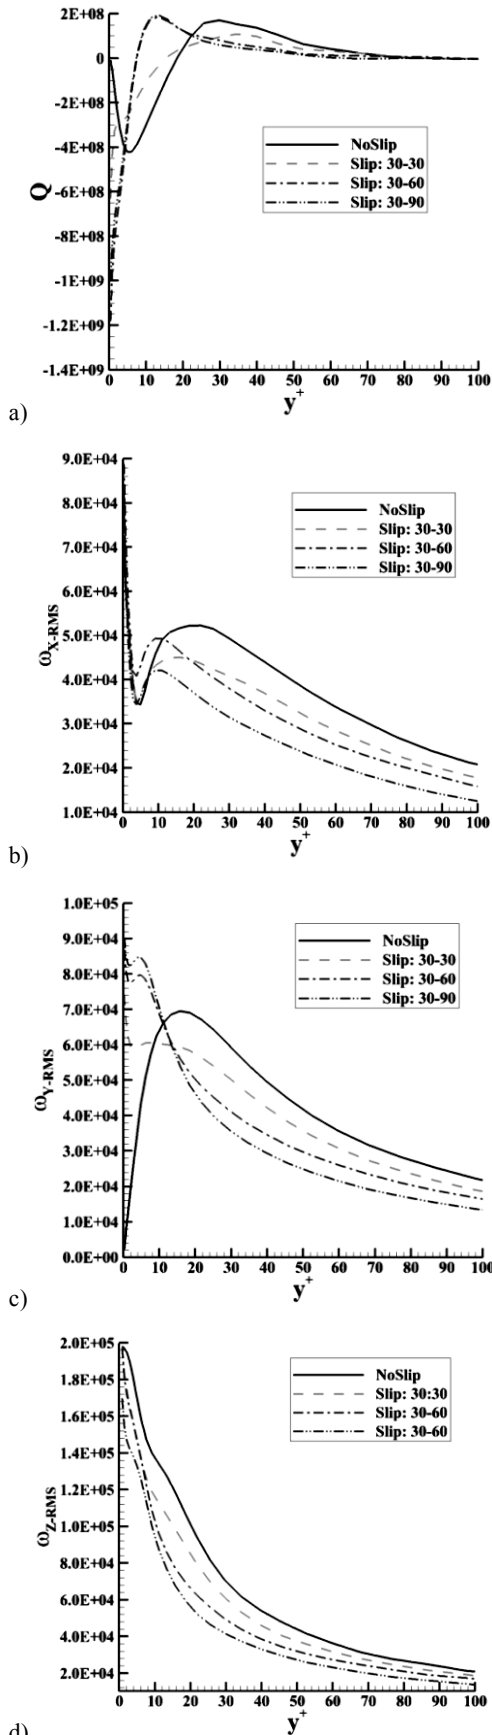 2E+08
0
-2E+08
-4E+08
-6E+08
-8E+08
-1E+09
-1.2E+09
-1.4E+09
Q
NoSlip
Slip: 30-30
Slip: 30-60
Slip: 30-90
0 10 20 30 40 50 60 70 80 90 100
y+
a)
9.0E+04
8.0E+04
7.0E+04
6.0E+04
5.0E+04
4.0E+04
3.0E+04
2.0E+04
1.0E+04
ωX-RMS
NoSlip
Slip: 30-30
Slip: 30-60
Slip: 30-90
0 10 20 30 40 50 60 70 80 90 100
y+
b)
1.0E+05
9.0E+04
8.0E+04
7.0E+04
6.0E+04
5.0E+04
4.0E+04
3.0E+04
2.0E+04
1.0E+04
0.0E+00
ωY-RMS
NoSlip
Slip: 30-30
Slip: 30-60
Slip: 30-90
0 10 20 30 40 50 60 70 80 90 100
y+
c)
2.0E+05
1.8E+05
1.6E+05
1.4E+05
1.2E+05
1.0E+05
8.0E+04
6.0E+04
4.0E+04
2.0E+04
ωZ-RMS
NoSlip
Slip: 30:30
Slip: 30-60
Slip: 30-60
0 10 20 30 40 50 60 70 80 90 100
y+
d)